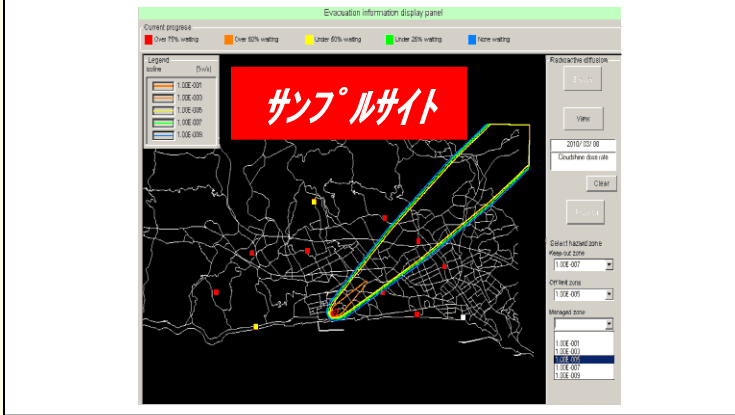 Evacuation information display panel
Current progress
Over 75% waiting
Over 50% waiting
Under 50% waiting
Under 25% waiting
None waiting
Legend
isoline [Sv/s]
1.00E-001
1.00E-003
1.00E-005
1.00E-007
1.00E-009
サンプルサイト
Radioactive diffusion
View
2010/ 03/ 00
Cloudshine dose rate
Clear
Select hazard zone
Keep out zone
1.00E-007
Off limit zone
1.00E-005
Managed zone
1.00E-001
1.00E-003
1.00E-005
1.00E-007
1.00E-009